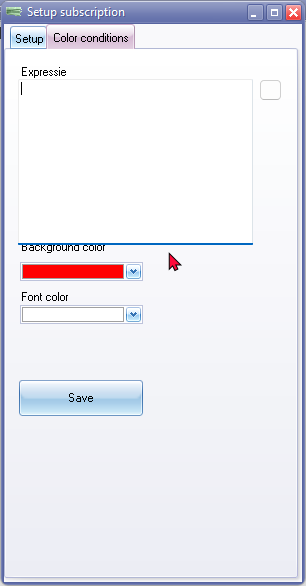 Setup subscription
Setup Color conditions
Expressie
Background color
Font color
Save